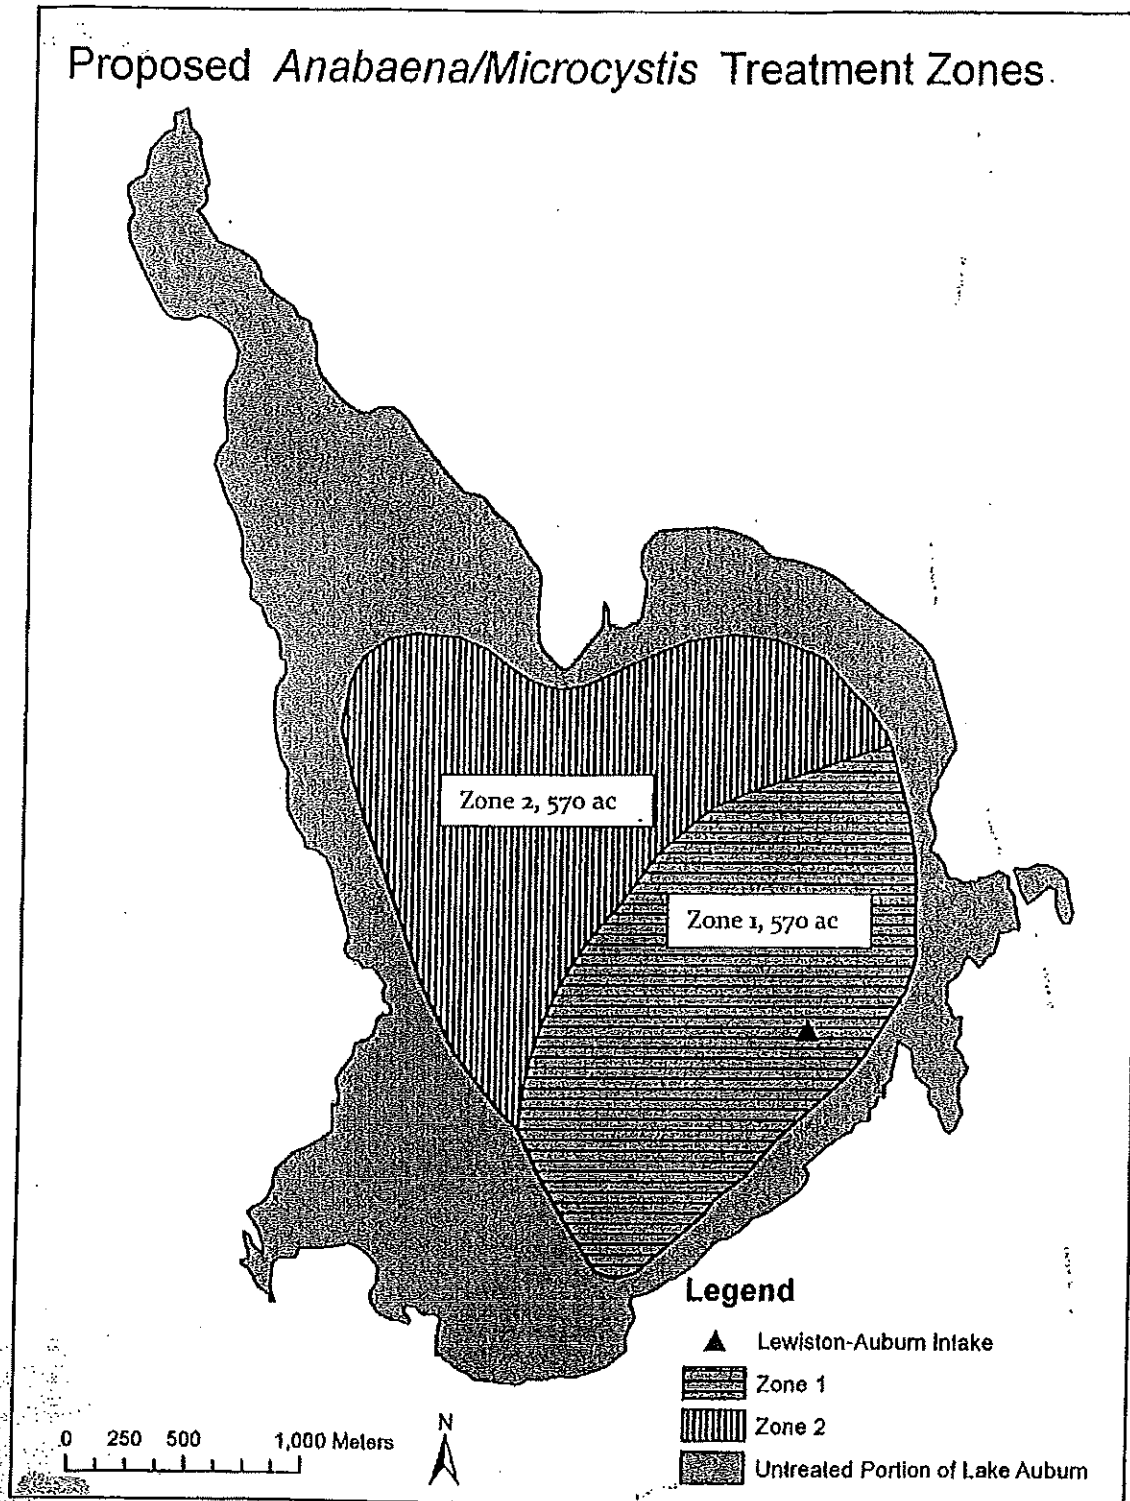 Proposed Anabaena/Microcystis Treatment Zones
Zone 2, 570 ac
Zone 1, 570 ac
Legend
Lewiston-Auburn Intake
Zone 1
Zone 2
Untreated Portion of Lake Auburn
0 250 500 1,000 Meters
N